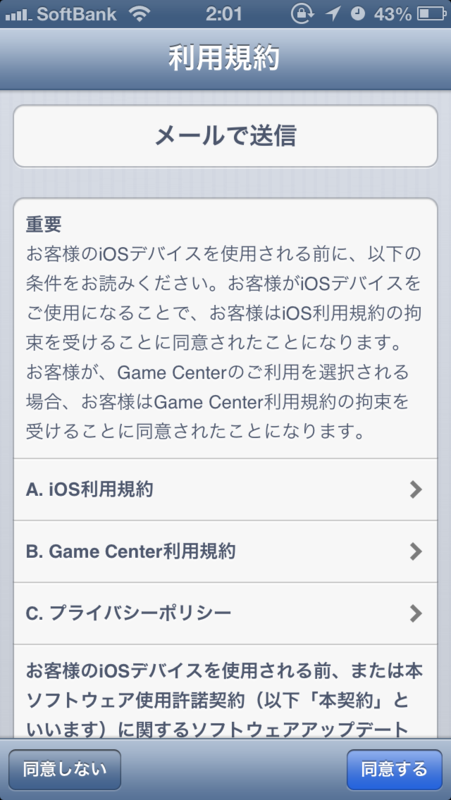 SoftBank 2:01 43%
利用規約
メールで送信
重要
お客様のiOSデバイスを使用される前に、以下の
条件をお読みください。お客様がiOSデバイスを
ご使用になることで、お客様はiOS利用規約の拘
束を受けることに同意されたことになります。
お客様が、Game Centerのご利用を選択される
場合、お客様はGame Center利用規約の拘束を
受けることに同意されたことになります。
A. iOS利用規約
B. Game Center利用規約
C. プライバシーポリシー
お客様のiOSデバイスを使用される前、または本
ソフトウェア使用許諾契約（以下「本契約」と
いいます）に関するソフトウェアアップデート
同意しない 同意する